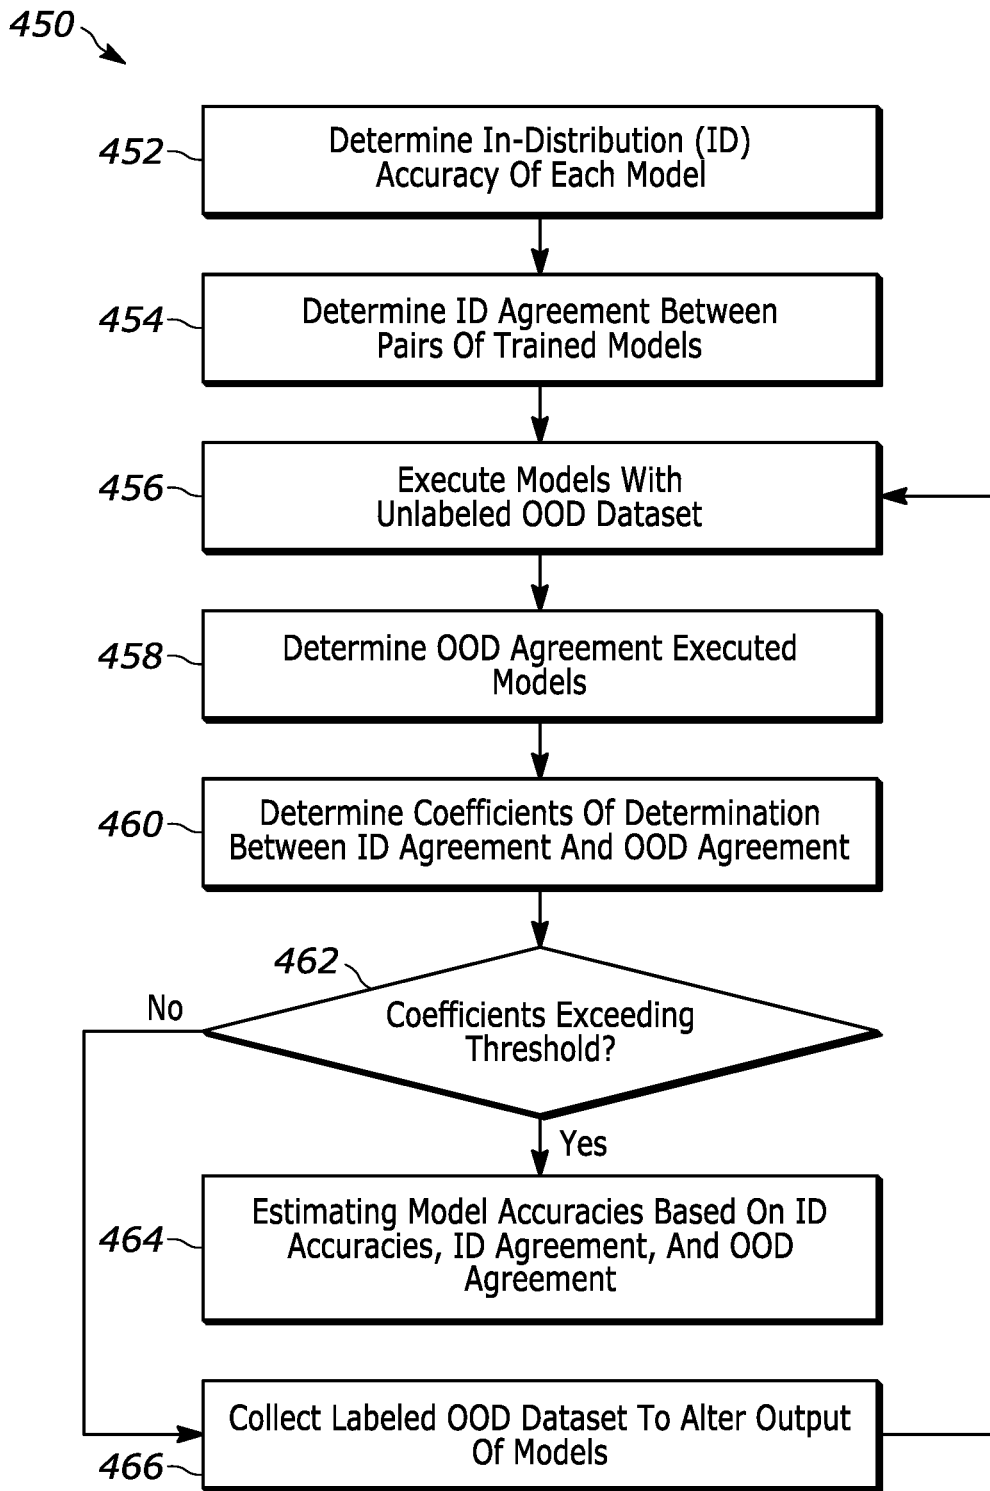 450
452
Determine In-Distribution (ID)
Accuracy Of Each Model
454
Determine ID Agreement Between
Pairs Of Trained Models
456
Execute Models With
Unlabeled OOD Dataset
458
Determine OOD Agreement Executed
Models
460
Determine Coefficients Of Determination
Between ID Agreement And OOD Agreement
462
No
Coefficients Exceeding
Threshold?
Yes
464
Estimating Model Accuracies Based On ID
Accuracies, ID Agreement, And OOD
Agreement
Collect Labeled OOD Dataset To Alter Output
Of Models
466